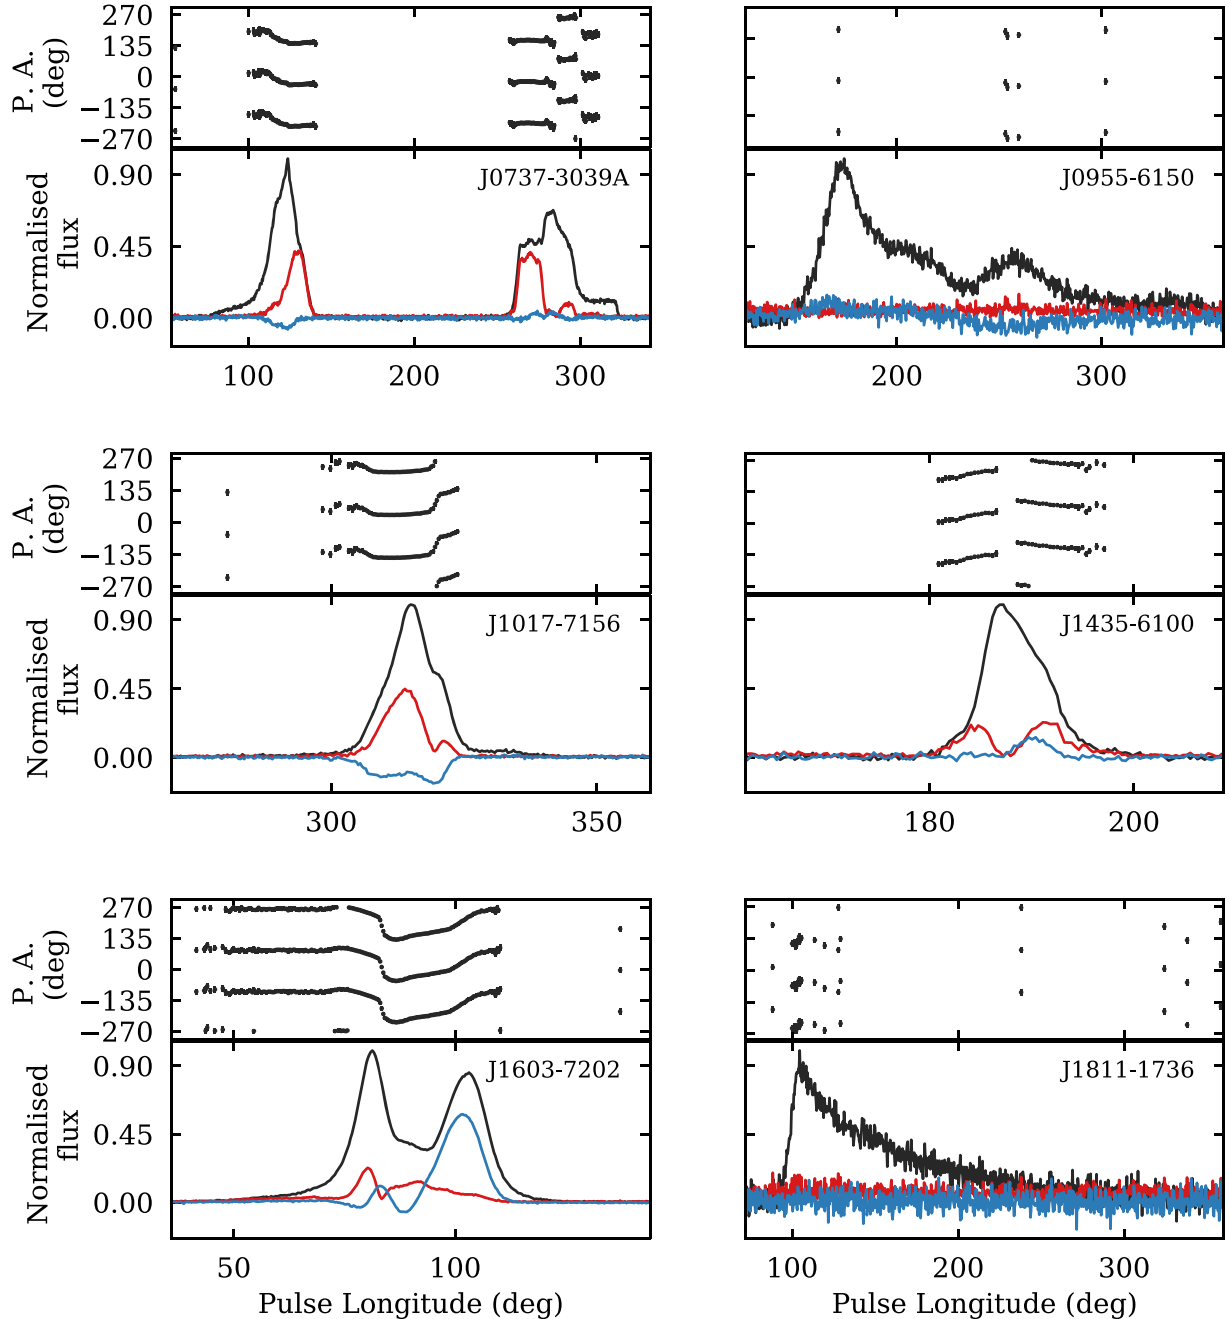 270
135
0
−135
−270
P. A.
(deg)
J0737-3039A
0.90
0.45
0.00
Normalised
flux
100
200
300
J0955-6150
200
300
270
135
0
−135
−270
P. A.
(deg)
J1017-7156
0.90
0.45
0.00
Normalised
flux
300
350
J1435-6100
180
200
270
135
0
−135
−270
P. A.
(deg)
J1603-7202
0.90
0.45
0.00
Normalised
flux
50
100
Pulse Longitude (deg)
J1811-1736
100
200
300
Pulse Longitude (deg)